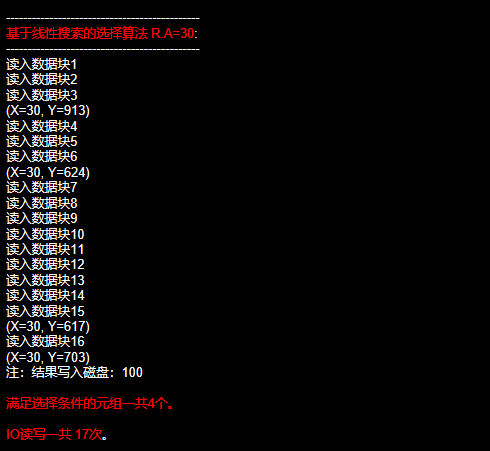 ---------------------------------------------
基于线性搜索的选择算法 R.A=30:
---------------------------------------------
读入数据块1
读入数据块2
读入数据块3
(X=30, Y=913)
读入数据块4
读入数据块5
读入数据块6
(X=30, Y=624)
读入数据块7
读入数据块8
读入数据块9
读入数据块10
读入数据块11
读入数据块12
读入数据块13
读入数据块14
读入数据块15
(X=30, Y=617)
读入数据块16
(X=30, Y=703)
注：结果写入磁盘：100
满足选择条件的元组一共4个。
IO读写一共 17次。